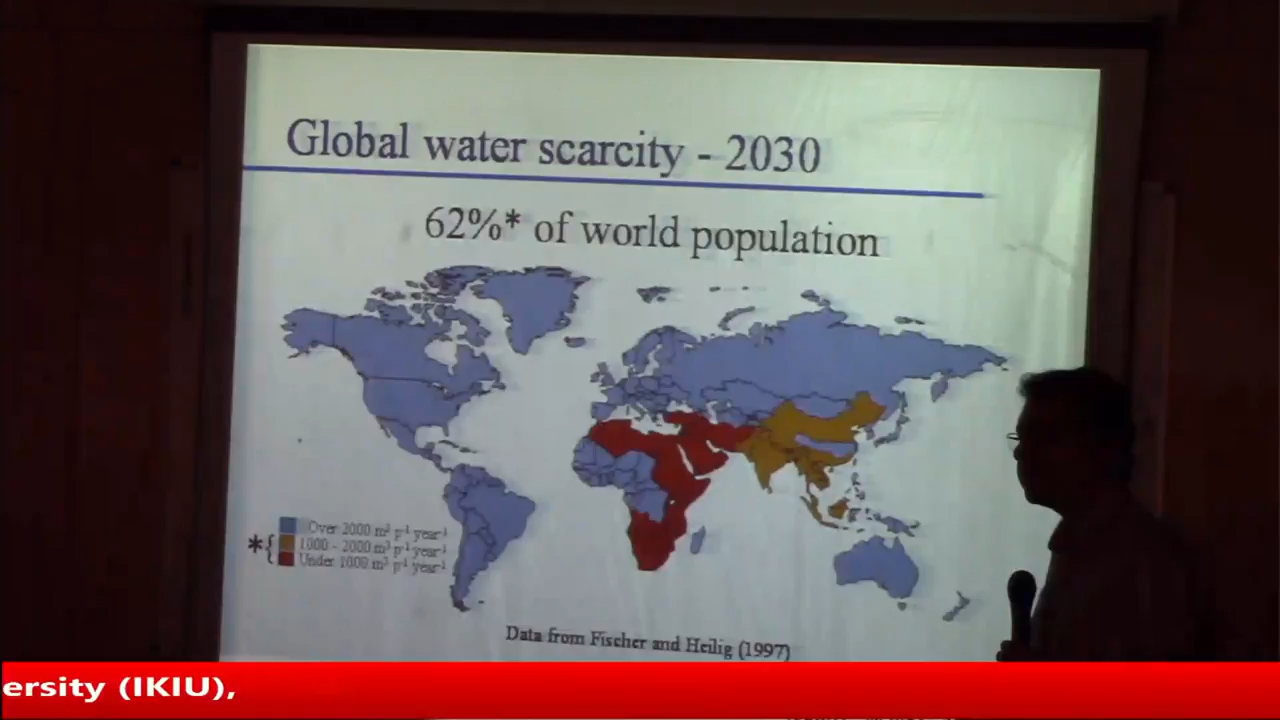 Global water scarcity - 2030
62%* of world population
Over 2000 m³ p⁻¹ year⁻¹
*{ 1000 - 2000 m³ p⁻¹ year⁻¹
Under 1000 m³ p⁻¹ year⁻¹
Data from Fischer and Heilig (1997)
ersity (IKIU),